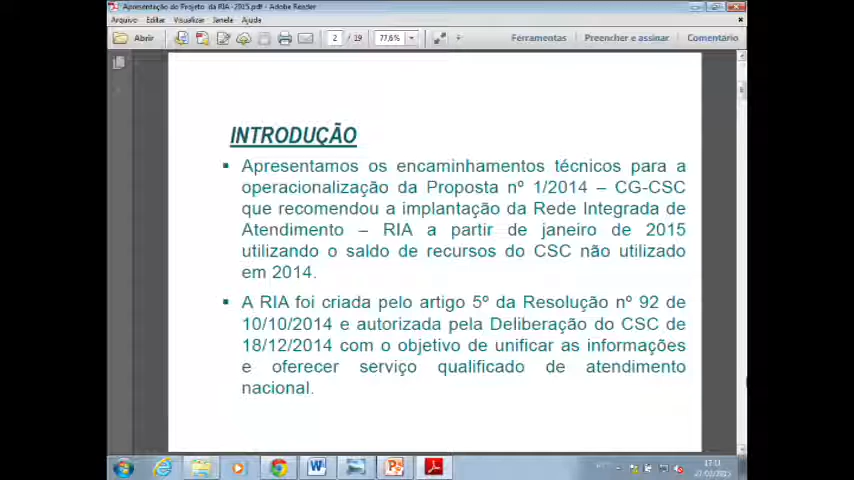 Apresentação do Projeto da RIA -2015.pdf - Adobe Reader
Arquivo Editar Visualizar Janela Ajuda
Abrir 2 / 19 77,6% Ferramentas Preencher e assinar Comentário
INTRODUÇÃO
▪ Apresentamos os encaminhamentos técnicos para a
operacionalização da Proposta nº 1/2014 – CG-CSC
que recomendou a implantação da Rede Integrada de
Atendimento – RIA a partir de janeiro de 2015
utilizando o saldo de recursos do CSC não utilizado
em 2014.
▪ A RIA foi criada pelo artigo 5º da Resolução nº 92 de
10/10/2014 e autorizada pela Deliberação do CSC de
18/12/2014 com o objetivo de unificar as informações
e oferecer serviço qualificado de atendimento
nacional.